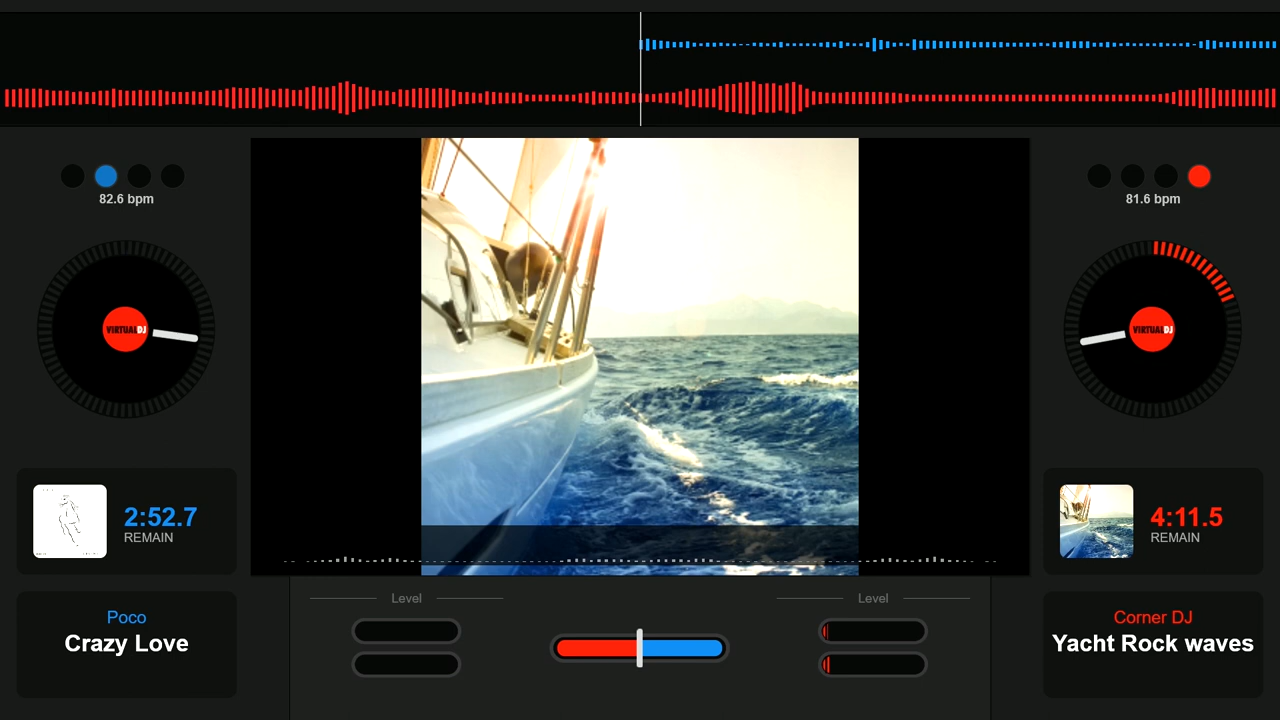 82.6 bpm
81.6 bpm
VIRTUALDJ
VIRTUALDJ
2:52.7
REMAIN
4:11.5
REMAIN
Level
Level
Poco
Crazy Love
Corner DJ
Yacht Rock waves